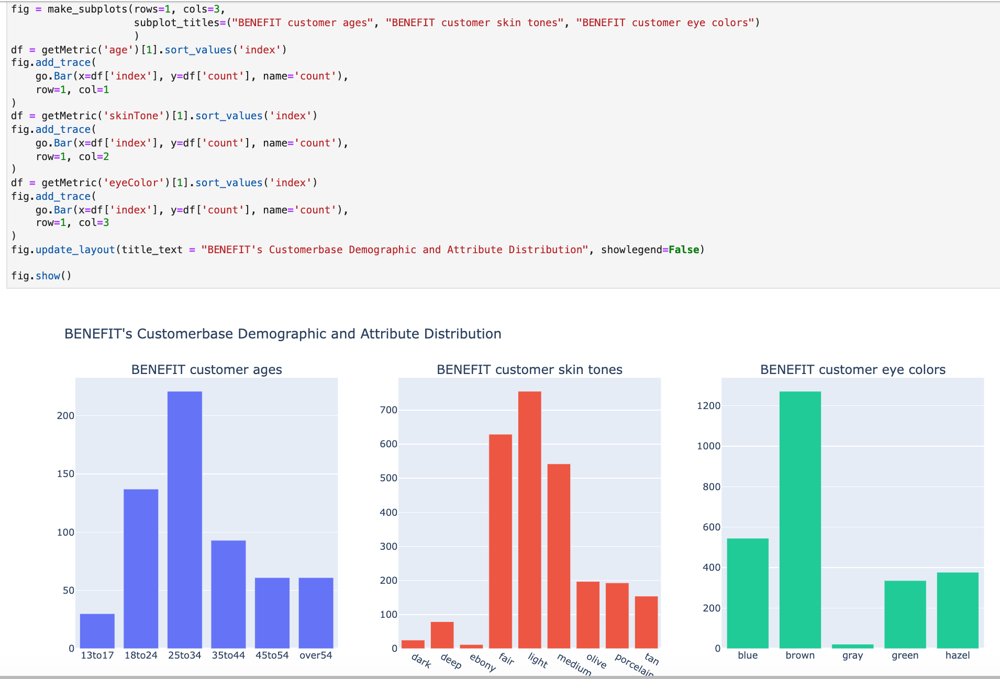 fig = make_subplots(rows=1, cols=3,
                    subplot_titles=("BENEFIT customer ages", "BENEFIT customer skin tones", "BENEFIT customer eye colors")
                    )
df = getMetric('age')[1].sort_values('index')
fig.add_trace(
    go.Bar(x=df['index'], y=df['count'], name='count'),
    row=1, col=1
)
df = getMetric('skinTone')[1].sort_values('index')
fig.add_trace(
    go.Bar(x=df['index'], y=df['count'], name='count'),
    row=1, col=2
)
df = getMetric('eyeColor')[1].sort_values('index')
fig.add_trace(
    go.Bar(x=df['index'], y=df['count'], name='count'),
    row=1, col=3
)
fig.update_layout(title_text = "BENEFIT's Customerbase Demographic and Attribute Distribution", showlegend=False)
fig.show()
BENEFIT's Customerbase Demographic and Attribute Distribution
BENEFIT customer ages
200
150
100
50
0
13to17 18to24 25to34 35to44 45to54 over54
BENEFIT customer skin tones
700
600
500
400
300
200
100
0
dark deep ebony fair light medium olive porcelain tan
BENEFIT customer eye colors
1200
1000
800
600
400
200
0
blue brown gray green hazel